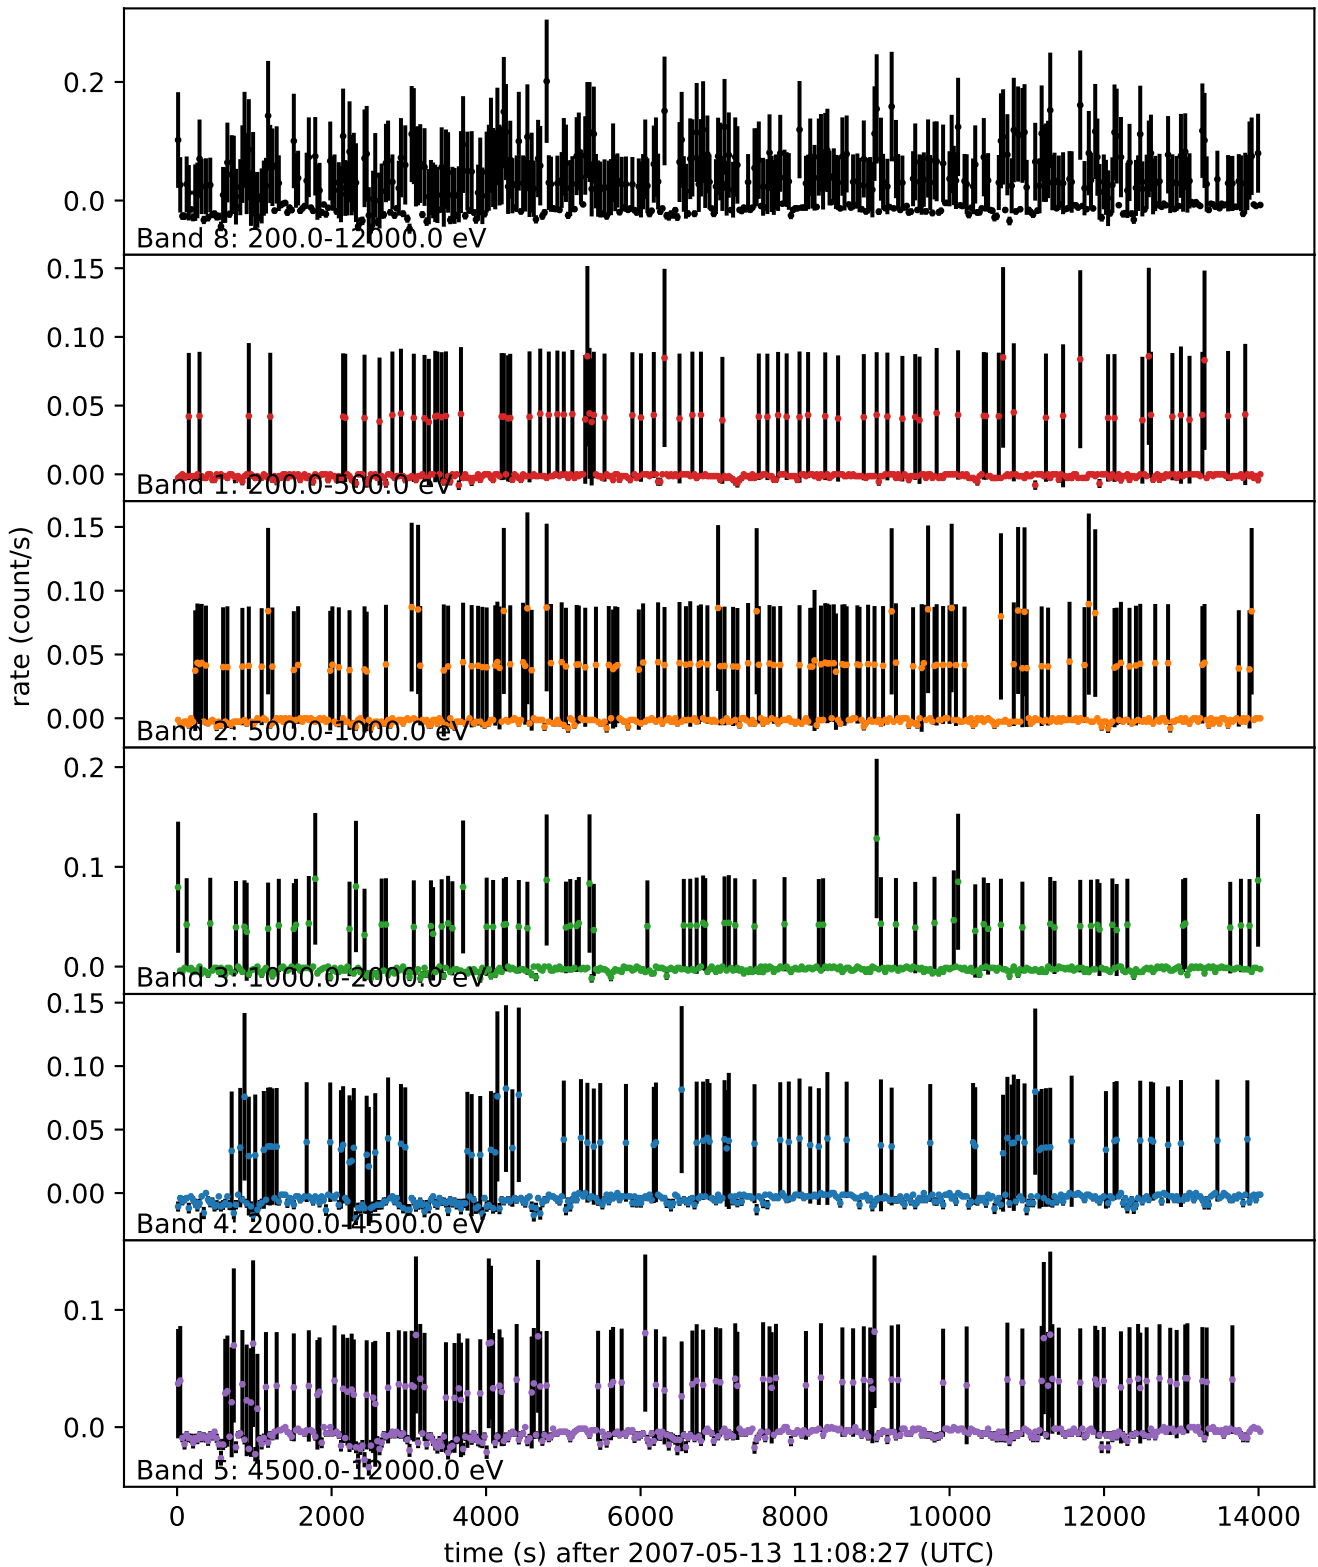 0.2
0.0
Band 8: 200.0-12000.0 eV
0.15
0.10
0.05
0.00
Band 1: 200.0-500.0 eV
0.15
0.10
0.05
0.00
Band 2: 500.0-1000.0 eV
rate (count/s)
0.2
0.1
0.0
Band 3: 1000.0-2000.0 eV
0.15
0.10
0.05
0.00
Band 4: 2000.0-4500.0 eV
0.1
0.0
Band 5: 4500.0-12000.0 eV
0 2000 4000 6000 8000 10000 12000 14000
time (s) after 2007-05-13 11:08:27 (UTC)